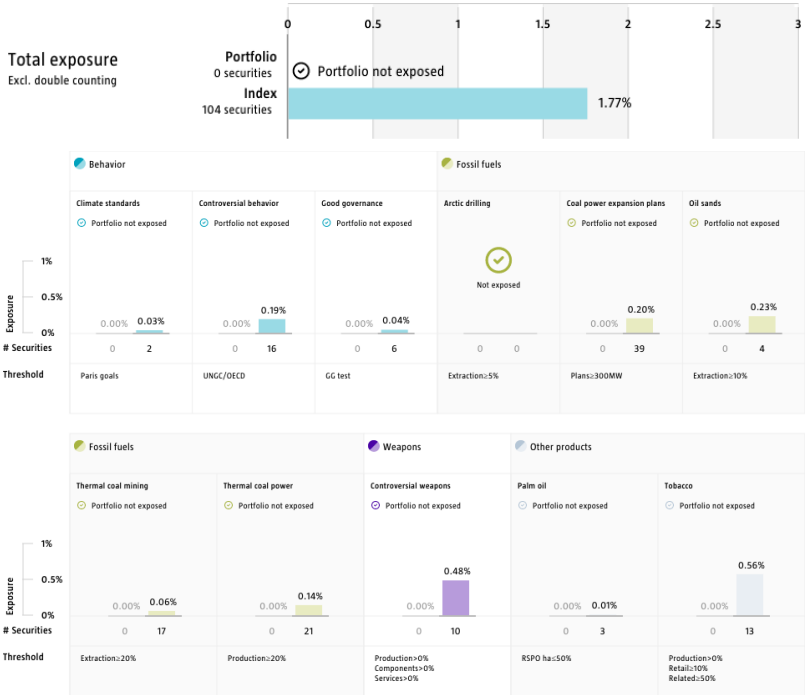 0 0.5 1 1.5 2 2.5 3
Total exposure
Excl. double counting
Portfolio
0 securities
Portfolio not exposed
Index
104 securities
1.77%
Behavior
Fossil fuels
Climate standards
Controversial behavior
Good governance
Arctic drilling
Coal power expansion plans
Oil sands
Portfolio not exposed
Portfolio not exposed
Portfolio not exposed
Portfolio not exposed
Portfolio not exposed
Not exposed
Exposure
1%
0.5%
0%
0.00% 0.03%
0.00% 0.19%
0.00% 0.04%
0.00% 0.20%
0.00% 0.23%
# Securities
0 2
0 16
0 6
0 0
0 39
0 4
Threshold
Paris goals
UNGC/OECD
GG test
Extraction≥5%
Plans≥300MW
Extraction≥10%
Fossil fuels
Weapons
Other products
Thermal coal mining
Thermal coal power
Controversial weapons
Palm oil
Tobacco
Portfolio not exposed
Portfolio not exposed
Portfolio not exposed
Portfolio not exposed
Portfolio not exposed
Exposure
1%
0.5%
0%
0.00% 0.06%
0.00% 0.14%
0.00% 0.48%
0.00% 0.01%
0.00% 0.56%
# Securities
0 17
0 21
0 10
0 3
0 13
Threshold
Extraction≥20%
Production≥20%
Production>0%
Components>0%
Services>0%
RSPO ha≤50%
Production>0%
Retail≥10%
Related≥50%